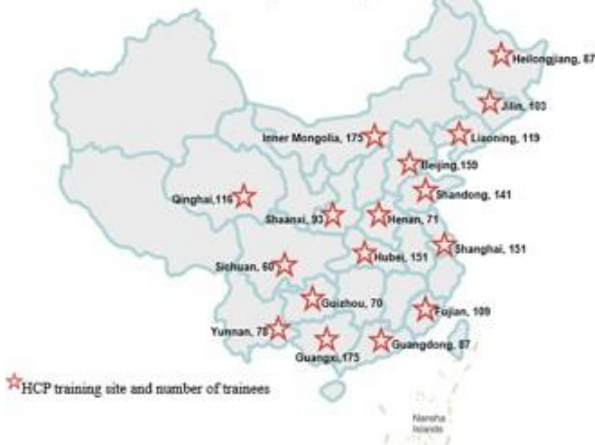 Heilongjiang, 87
Jilin, 103
Inner Mongolia, 175
Liaoning, 119
Beijing, 159
Qinghai,116
Shandong, 141
Shaanxi, 93
Henan, 71
Shanghai, 151
Hubei, 151
Sichuan, 60
Guizhou, 70
Fujian, 109
Yunnan, 78
Guangdong, 87
Guangxi,175
HCP training site and number of trainees
Nansha
Islands